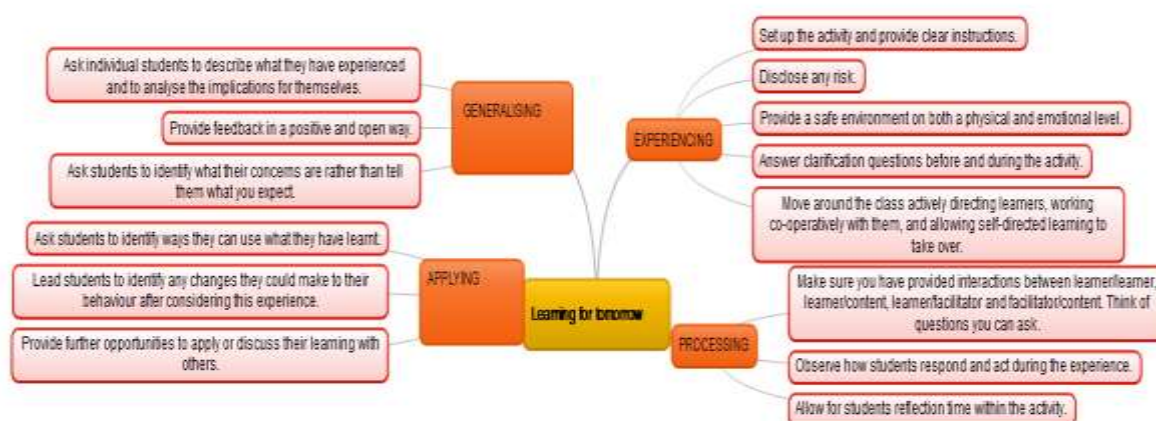 Ask individual students to describe what they have experienced
and to analyse the implications for themselves.
Provide feedback in a positive and open way.
Ask students to identify what their concerns are rather than tell
them what you expect.
GENERALISING
Ask students to identify ways they can use what they have learnt.
Lead students to identify any changes they could make to their
behaviour after considering this experience.
Provide further opportunities to apply or discuss their learning with
others.
APPLYING
Learning for tomorrow
EXPERIENCING
Set up the activity and provide clear instructions.
Disclose any risk.
Provide a safe environment on both a physical and emotional level.
Answer clarification questions before and during the activity.
Move around the class actively directing learners, working
co-operatively with them, and allowing self-directed learning to
take over.
PROCESSING
Make sure you have provided interactions between learner/learner,
learner/content, learner/facilitator and facilitator/content. Think of
questions you can ask.
Observe how students respond and act during the experience.
Allow for students reflection time within the activity.